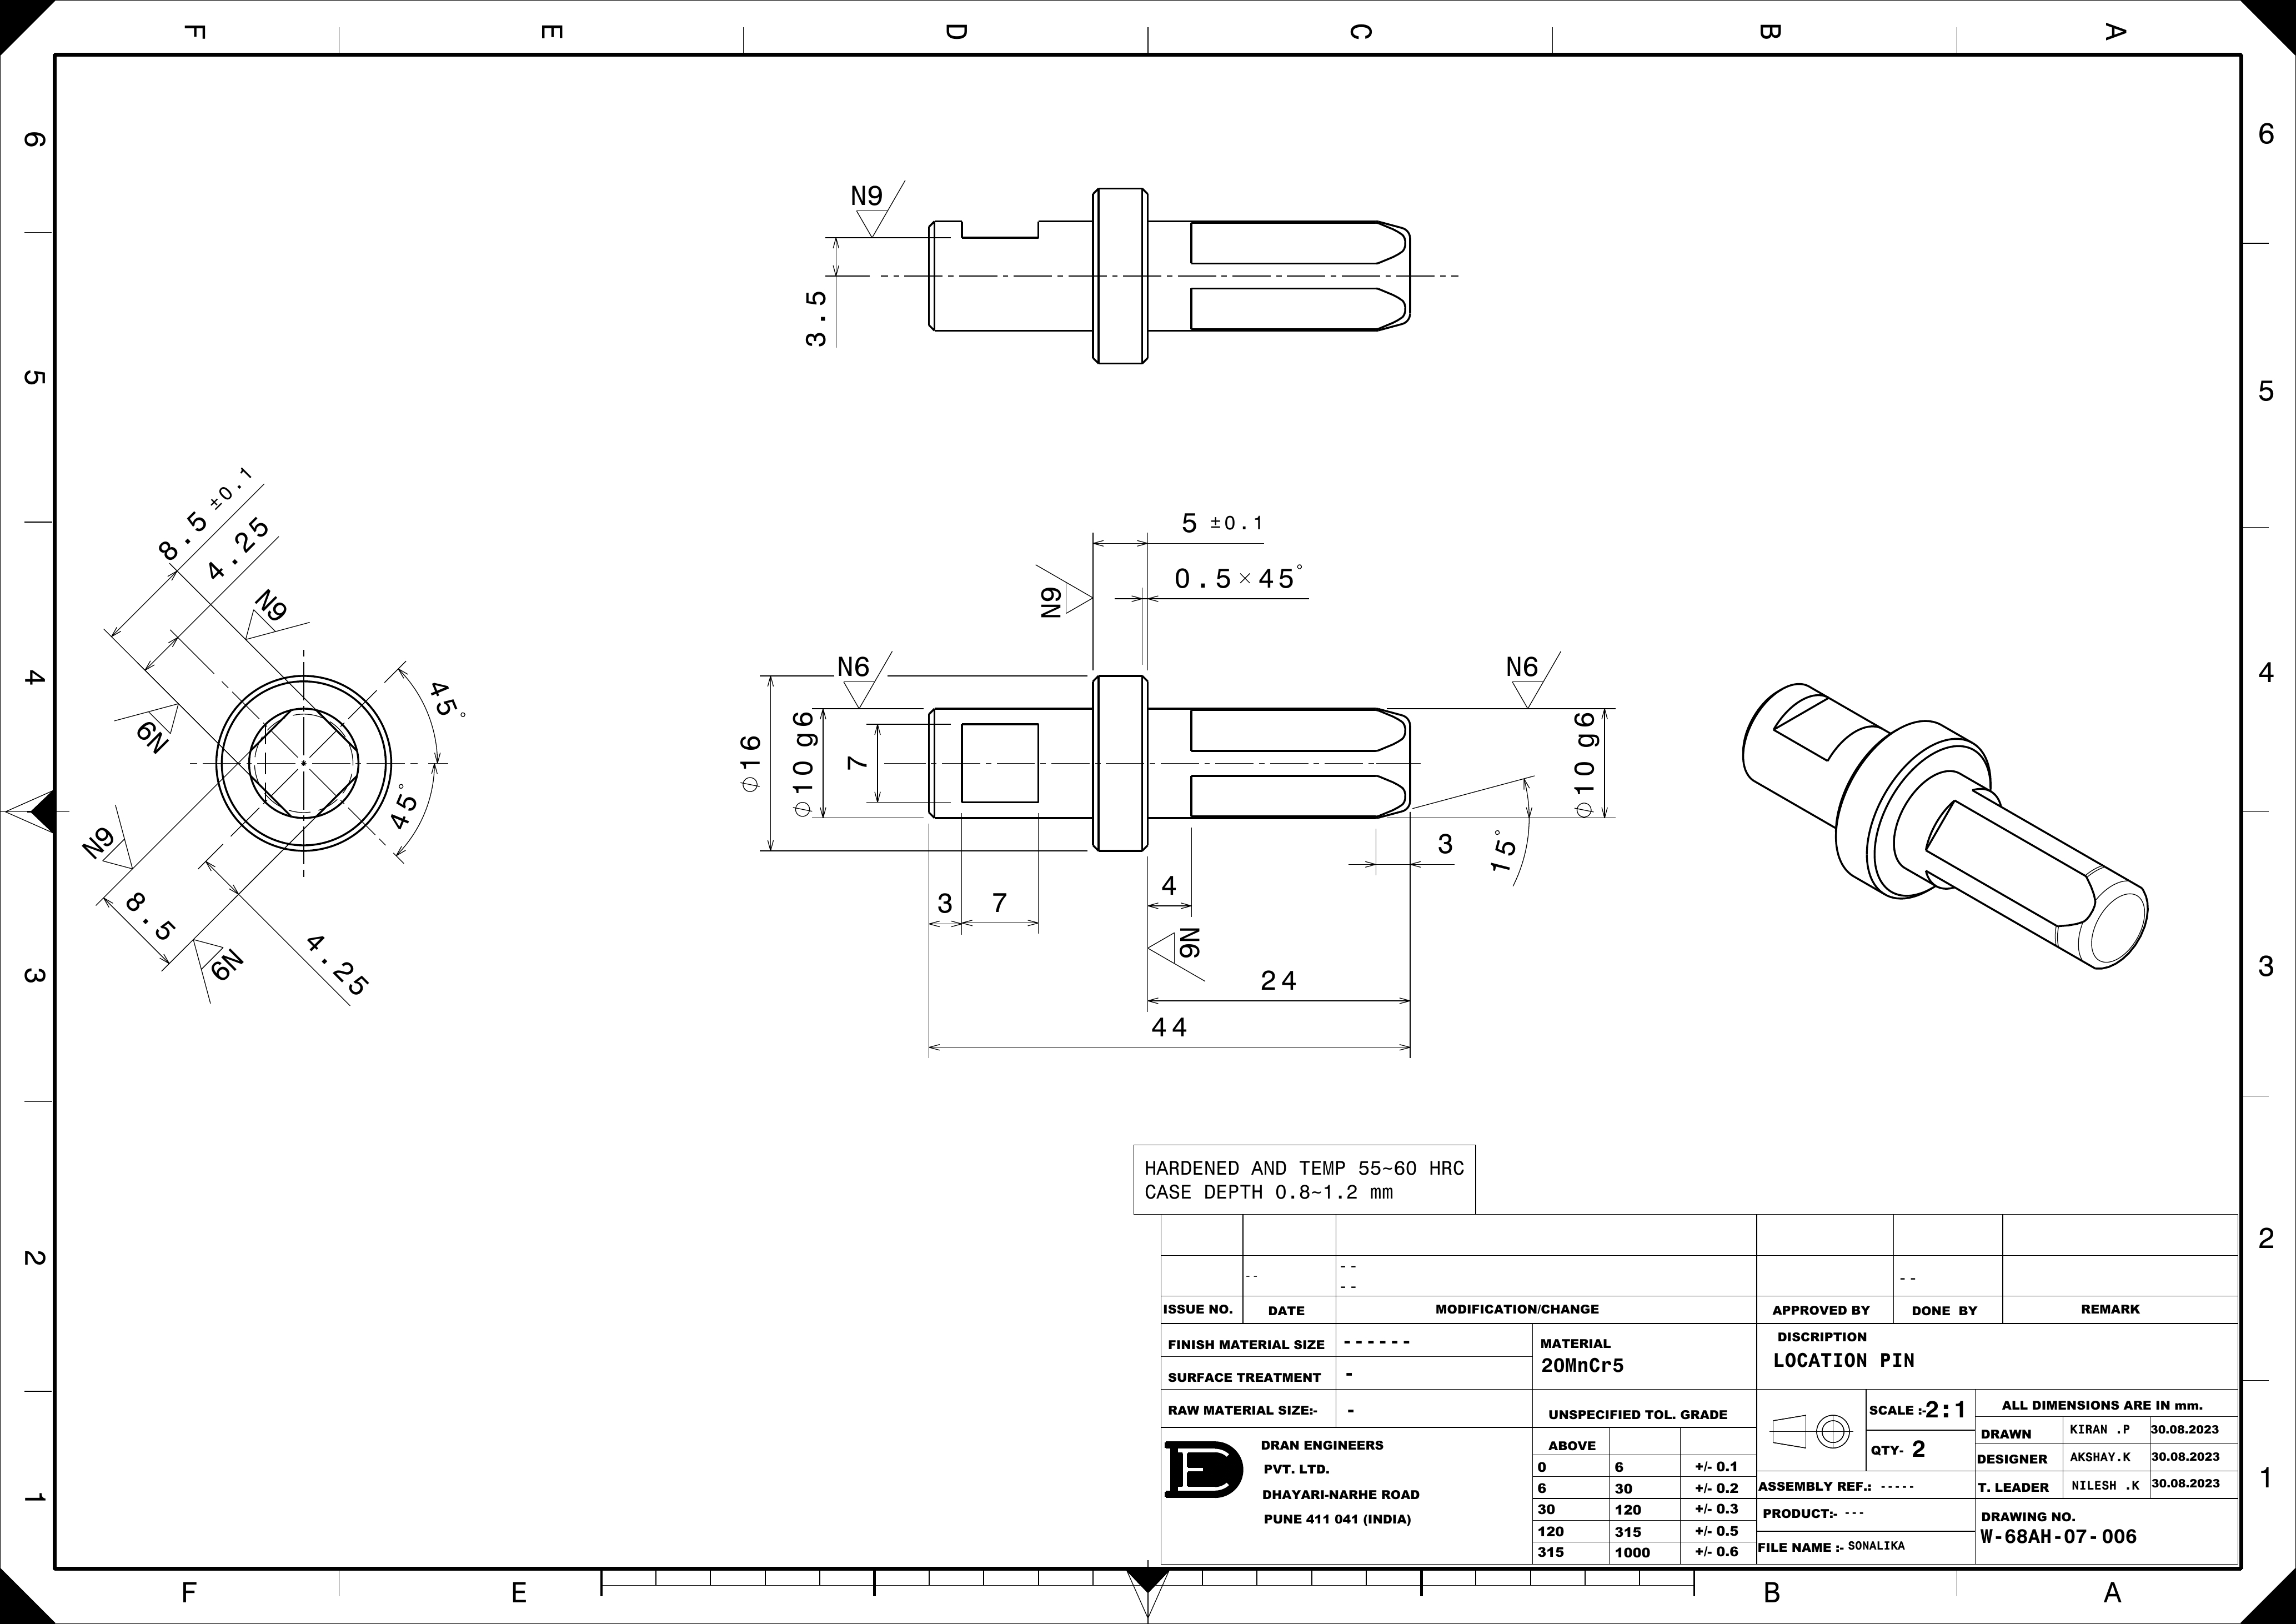 F E D C B A
6 6
5 5
4 4
3 3
2 2
1 1
N9
3.5
8.5 ±0.1
4.25
N9
N9
45°
45°
N9
8.5
N9
4.25
5 ±0.1
0.5×45°
N9
N6
N6
⌀16
⌀10 g6
7
⌀10 g6
3
15°
4
3
7
N9
24
44
HARDENED AND TEMP 55~60 HRC
CASE DEPTH 0.8~1.2 mm
-- -- --
--
ISSUE NO. DATE MODIFICATION/CHANGE APPROVED BY DONE BY REMARK
FINISH MATERIAL SIZE ------
SURFACE TREATMENT -
RAW MATERIAL SIZE:- -
MATERIAL
20MnCr5
DISCRIPTION
LOCATION PIN
UNSPECIFIED TOL. GRADE
ABOVE
0 6 +/- 0.1
6 30 +/- 0.2
30 120 +/- 0.3
120 315 +/- 0.5
315 1000 +/- 0.6
DRAN ENGINEERS
PVT. LTD.
DHAYARI-NARHE ROAD
PUNE 411 041 (INDIA)
SCALE :-2:1
QTY- 2
ALL DIMENSIONS ARE IN mm.
DRAWN KIRAN .P 30.08.2023
DESIGNER AKSHAY.K 30.08.2023
T. LEADER NILESH .K 30.08.2023
ASSEMBLY REF.: -----
PRODUCT:- ---
FILE NAME :- SONALIKA
DRAWING NO.
W-68AH-07-006
F E B A